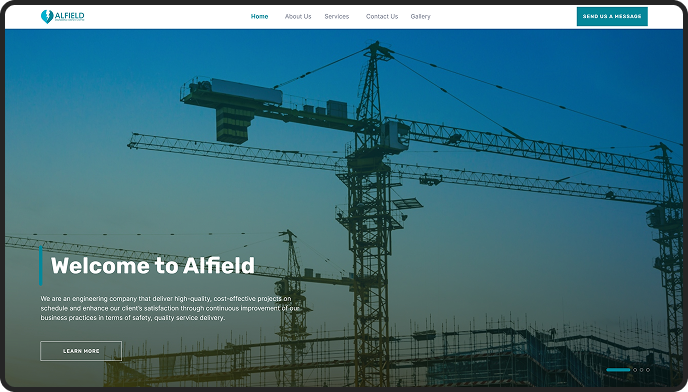 ALFIELD
Home
About Us
Services
Contact Us
Gallery
SEND US A MESSAGE
Welcome to Alfield
We are an engineering company that deliver high-quality, cost-effective projects on
schedule and enhance our client's satisfaction through continuous improvement of our
business practices in terms of safety, quality service delivery.
LEARN MORE